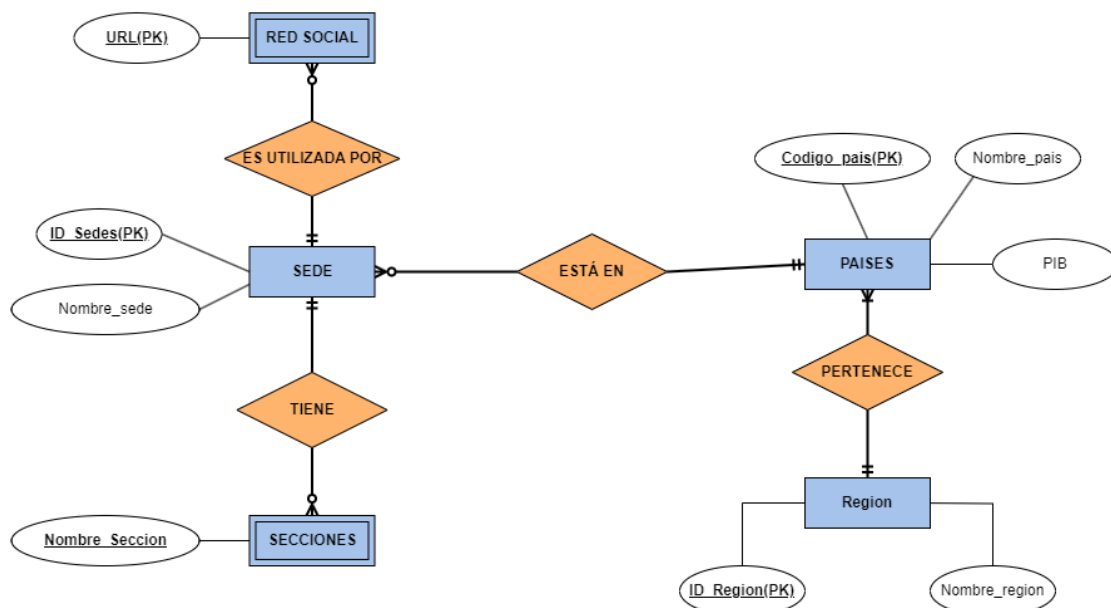 URL(PK)
RED SOCIAL
ES UTILIZADA POR
Codigo_pais(PK)
Nombre_pais
ID_Sedes(PK)
SEDE
ESTÁ EN
PAISES
PIB
Nombre_sede
PERTENECE
TIENE
Region
Nombre_Seccion
SECCIONES
ID_Region(PK)
Nombre_region